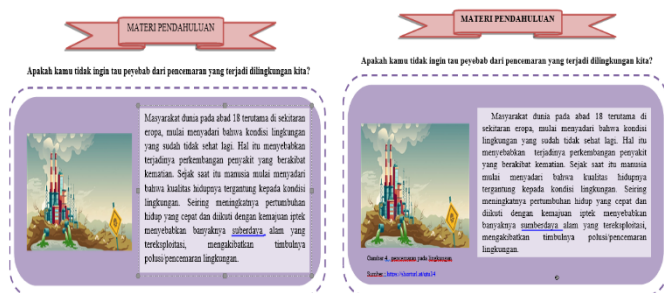 MATERI PENDAHULUAN
Apakah kamu tidak ingin tau peyebab dari pencemaran yang terjadi dilingkungan kita?
Masyarakat dunia pada abad 18 terutama di sekitaran
eropa, mulai menyadari bahwa kondisi lingkungan
yang sudah tidak sehat lagi. Hal itu menyebabkan
terjadinya perkembangan penyakit yang berakibat
kematian. Sejak saat itu manusia mulai menyadari
bahwa kualitas hidupnya tergantung kepada kondisi
lingkungan. Seiring meningkatnya pertumbuhan
hidup yang cepat dan diikuti dengan kemajuan iptek
menyebabkan banyaknya suberdaya alam yang
tereksploitasi, mengakibatkan timbulnya
polusi/pencemaran lingkungan.
MATERI PENDAHULUAN
Apakah kamu tidak ingin tau peyebab dari pencemaran yang terjadi dilingkungan kita?
Masyarakat dunia pada abad 18 terutama di
sekitaran eropa, mulai menyadari bahwa kondisi
lingkungan yang sudah tidak sehat lagi. Hal itu
menyebabkan terjadinya perkembangan penyakit
yang berakibat kematian. Sejak saat itu manusia
mulai menyadari bahwa kualitas hidupnya
tergantung kepada kondisi lingkungan. Seiring
meningkatnya pertumbuhan hidup yang cepat dan
diikuti dengan kemajuan iptek menyebabkan
banyaknya sumberdaya alam yang tereksploitasi,
mengakibatkan timbulnya polusi/pencemaran
lingkungan.
Gambar 4. pencemaran pada lingkungan
Sumber :